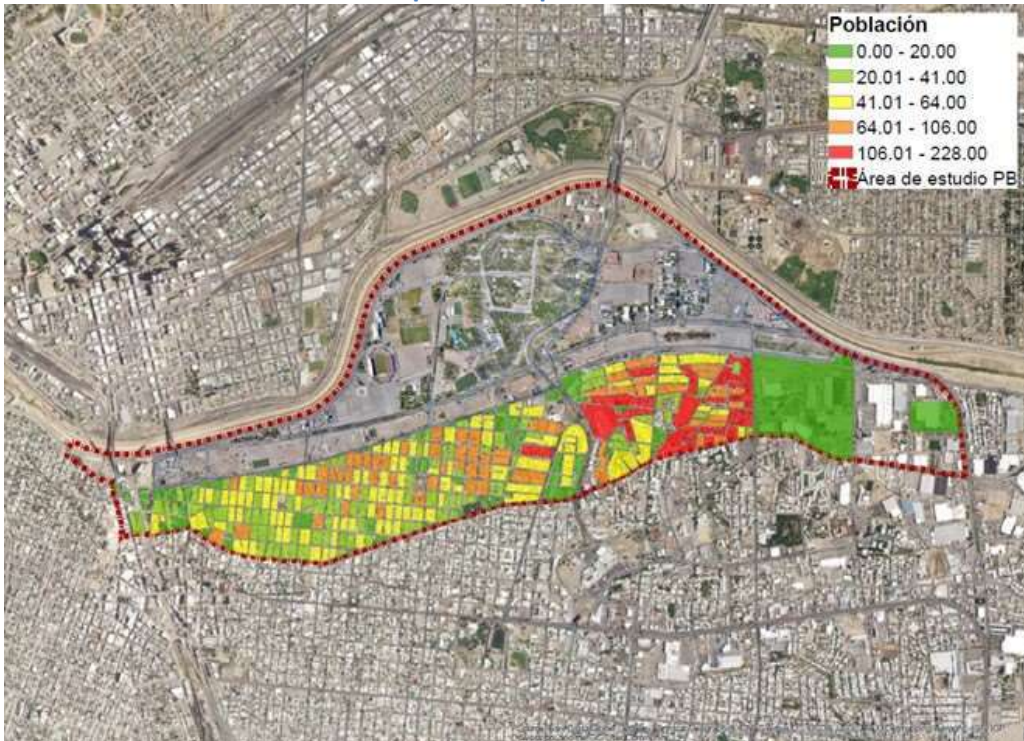 Población
0.00 - 20.00
20.01 - 41.00
41.01 - 64.00
64.01 - 106.00
106.01 - 228.00
Área de estudio PB